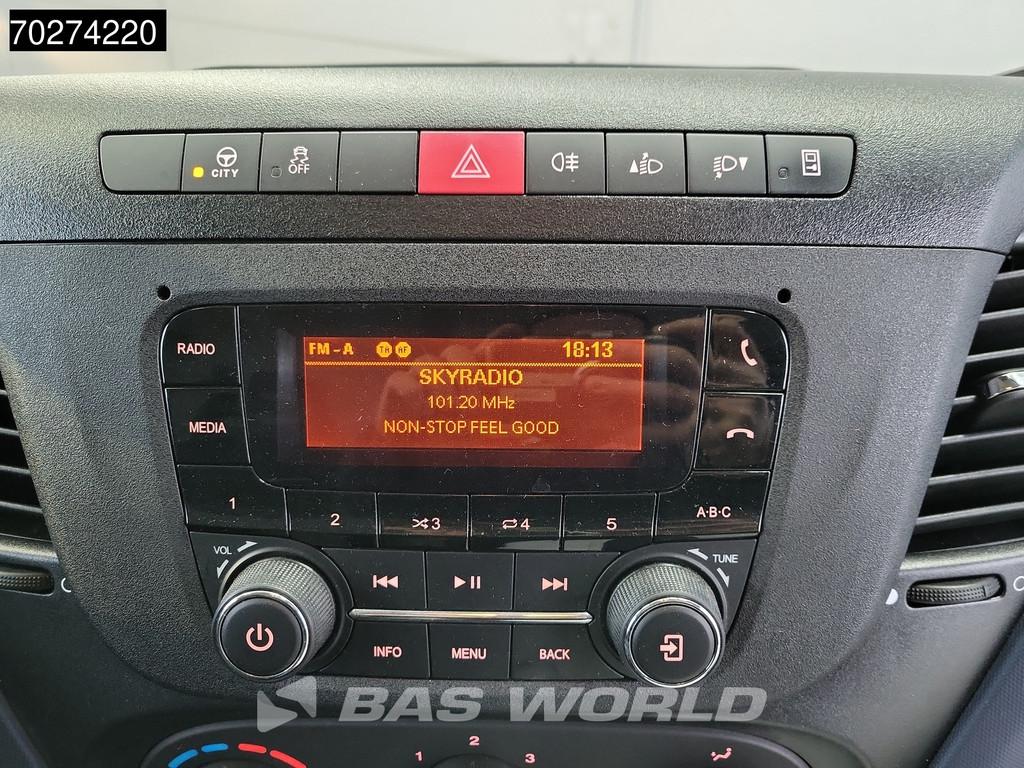 70274220
CITY
OFF
RADIO
FM-A TA AF 18:13
SKYRADIO
101.20 MHz
NON-STOP FEEL GOOD
MEDIA
1 2 3 4 5 A·B·C
VOL TUNE
INFO MENU BACK
BAS WORLD
1 2 3